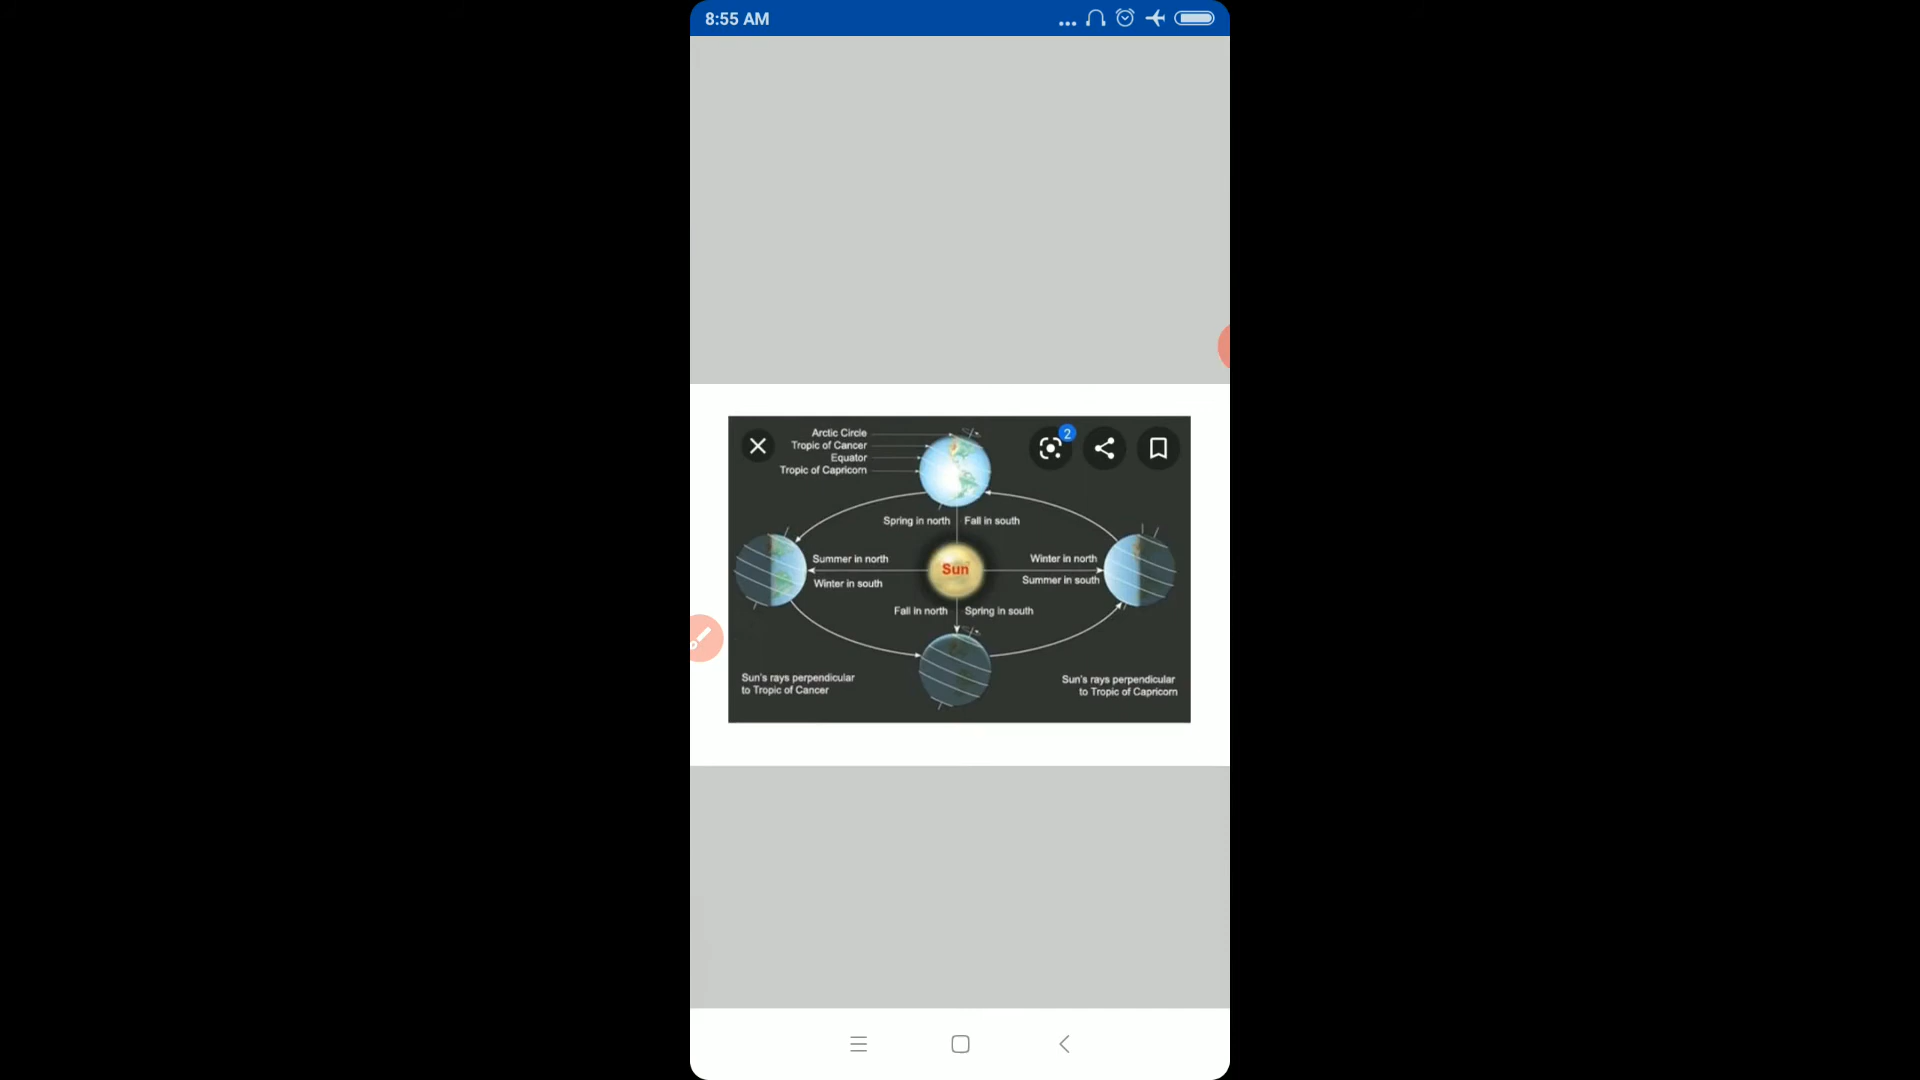 8:55 AM
2
Arctic Circle
Tropic of Cancer
Equator
Tropic of Capricorn
Spring in north
Fall in south
Summer in north
Winter in south
Sun
Winter in north
Summer in south
Fall in north
Spring in south
Sun's rays perpendicular
to Tropic of Cancer
Sun's rays perpendicular
to Tropic of Capricorn